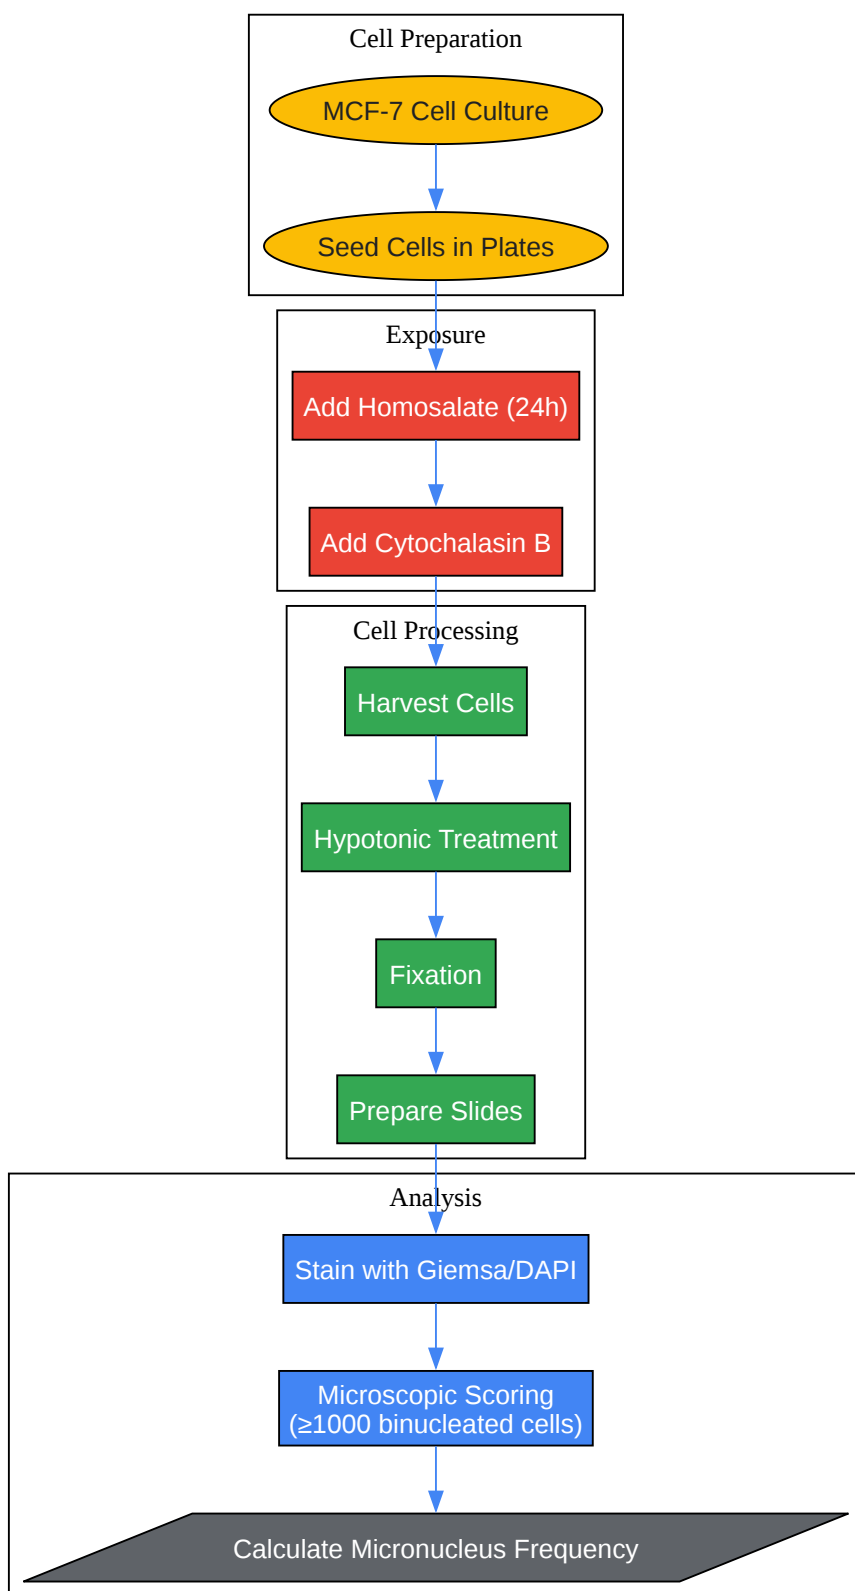 Cell Preparation
MCF-7 Cell Culture
Seed Cells in Plates
Exposure
Add Homosalate (24h)
Add Cytochalasin B
Cell Processing
Harvest Cells
Hypotonic Treatment
Fixation
Prepare Slides
Analysis
Stain with Giemsa/DAPI
Microscopic Scoring
(≥1000 binucleated cells)
Calculate Micronucleus Frequency